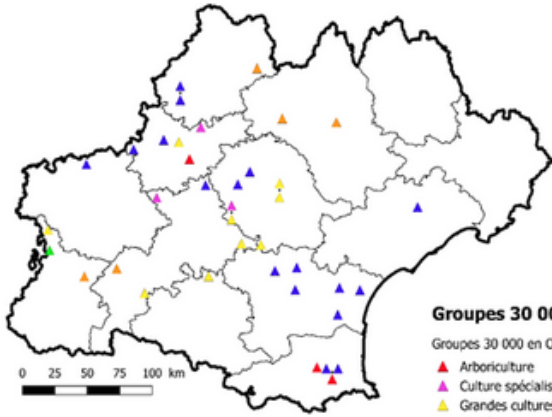 Groupes 30 00
Groupes 30 000 en O
Arboriculture
Culture spécialis
Grandes cultures
0 25 50 75 100 km